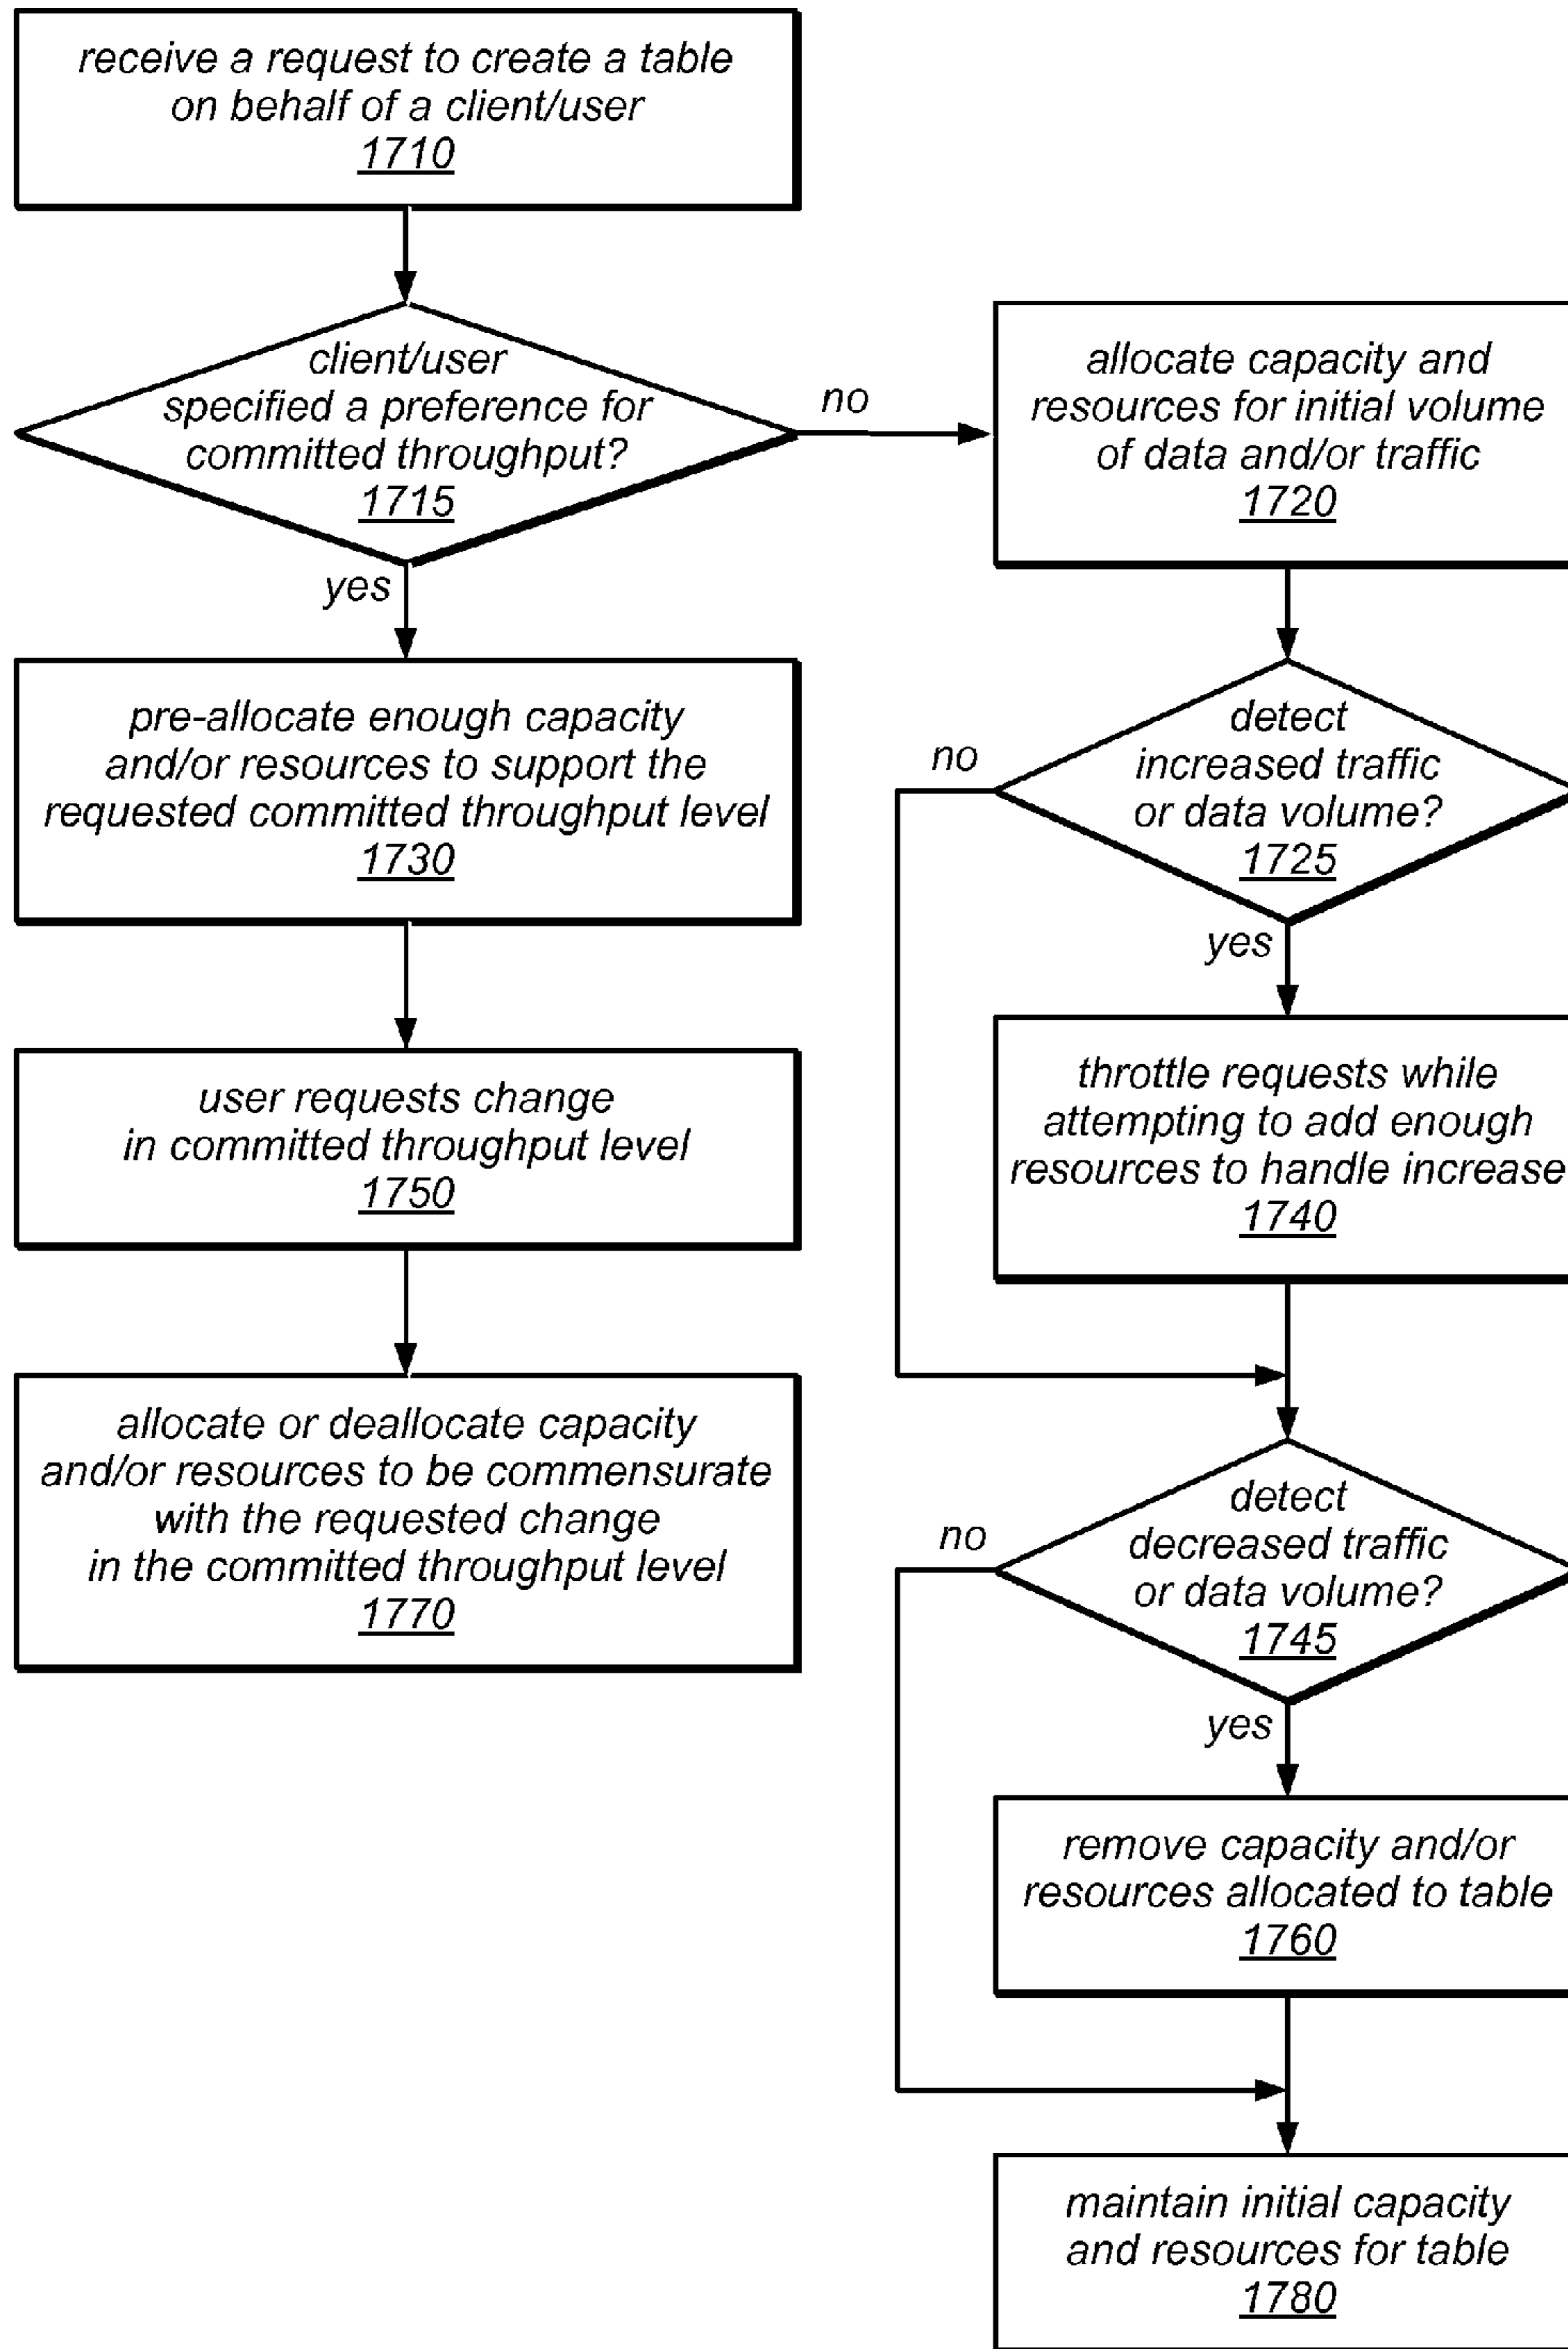 receive a request to create a table
on behalf of a client/user
1710
client/user
specified a preference for
committed throughput?
1715
no
yes
allocate capacity and
resources for initial volume
of data and/or traffic
1720
pre-allocate enough capacity
and/or resources to support the
requested committed throughput level
1730
detect
increased traffic
or data volume?
1725
no
yes
user requests change
in committed throughput level
1750
throttle requests while
attempting to add enough
resources to handle increase
1740
allocate or deallocate capacity
and/or resources to be commensurate
with the requested change
in the committed throughput level
1770
detect
decreased traffic
or data volume?
1745
no
yes
remove capacity and/or
resources allocated to table
1760
maintain initial capacity
and resources for table
1780